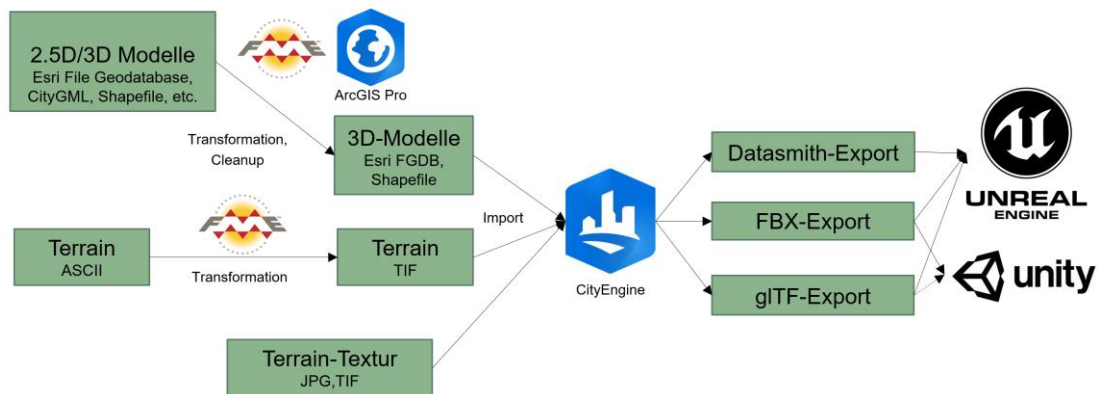 2.5D/3D Modelle
Esri File Geodatabase,
CityGML, Shapefile, etc.
FME
ArcGIS Pro
Transformation,
Cleanup
3D-Modelle
Esri FGDB,
Shapefile
Import
Terrain
ASCII
FME
Transformation
Terrain
TIF
Terrain-Textur
JPG,TIF
CityEngine
Datasmith-Export
FBX-Export
glTF-Export
UNREAL
ENGINE
unity